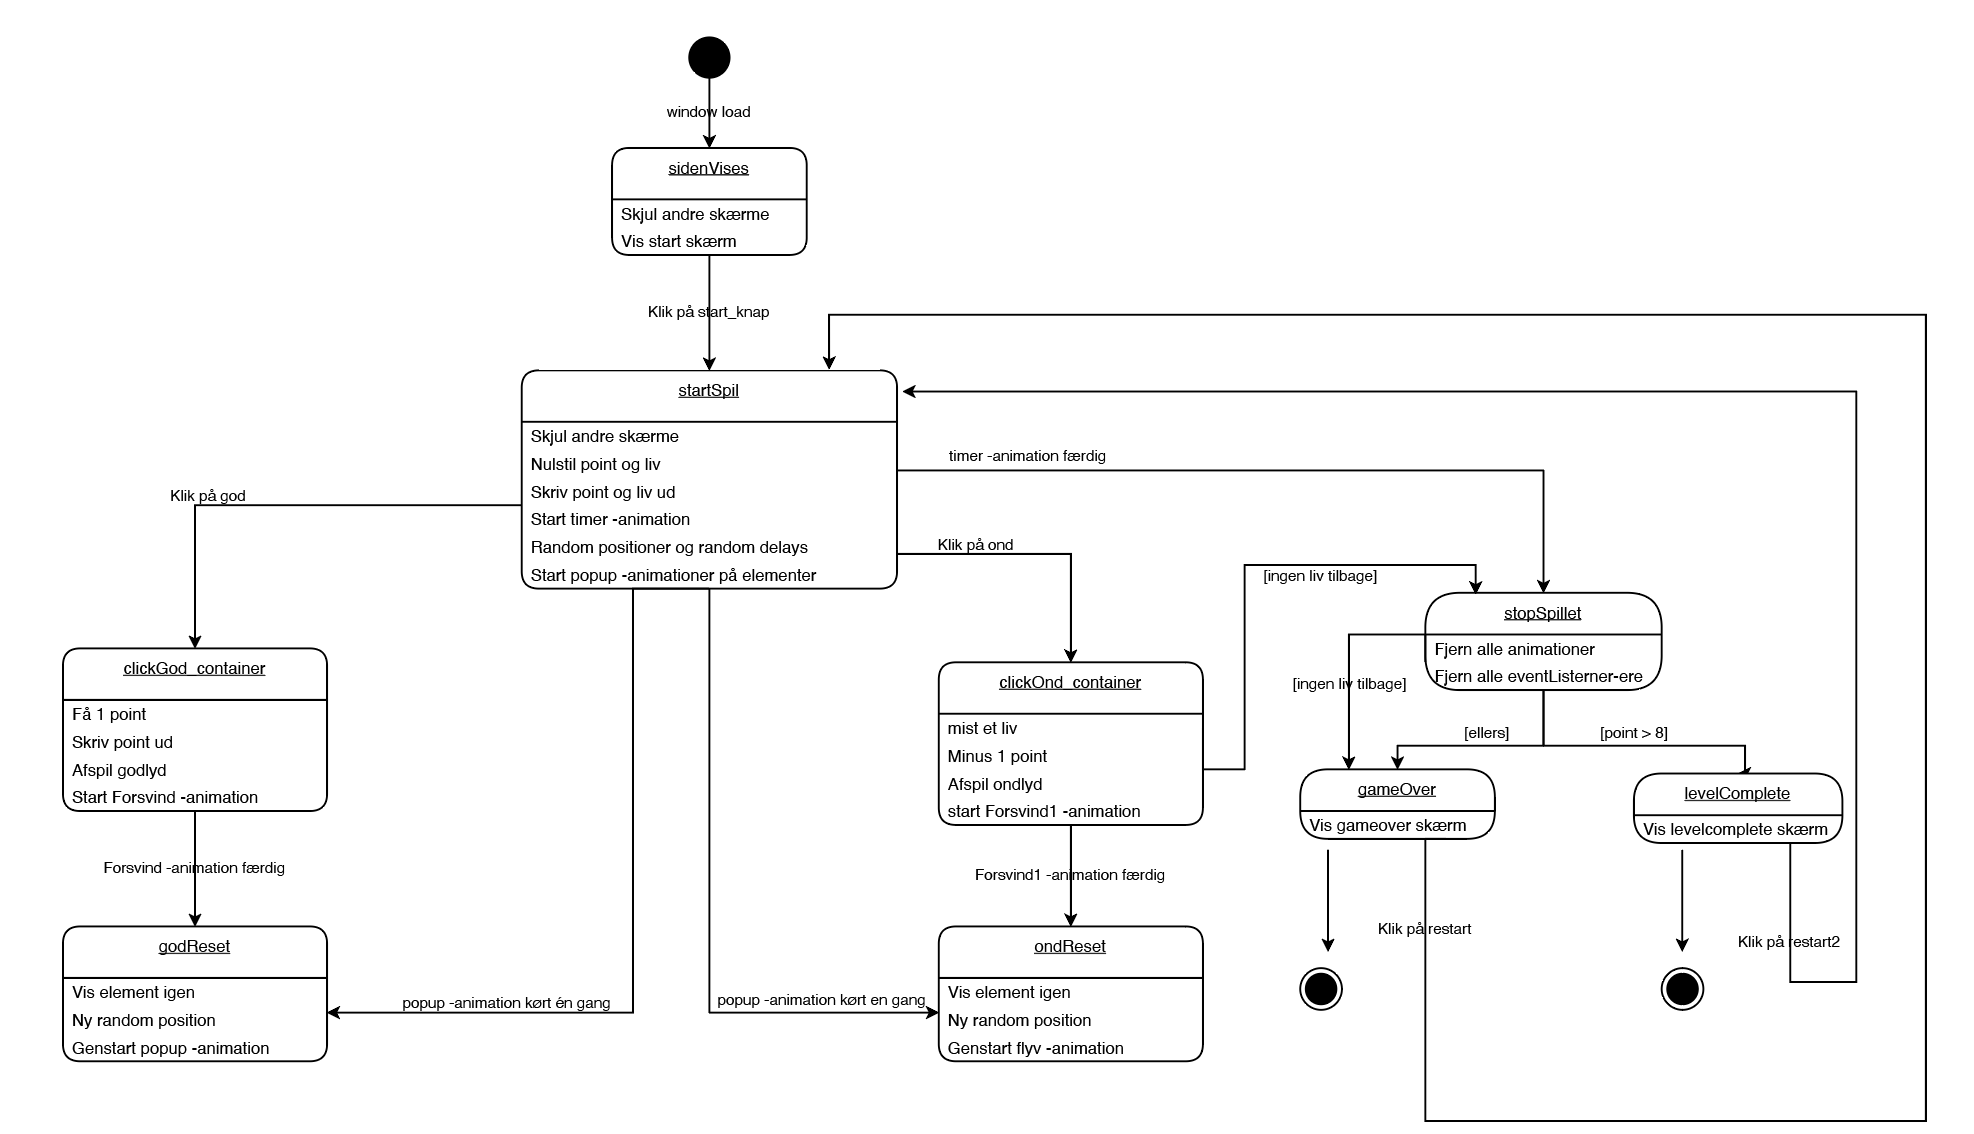 window load
sidenVises
Skjul andre skærme
Vis start skærm
Klik på start_knap
startSpil
Skjul andre skærme
Nulstil point og liv
Skriv point og liv ud
Start timer -animation
Random positioner og random delays
Start popup -animationer på elementer
timer -animation færdig
Klik på god
Klik på ond
[ingen liv tilbage]
stopSpillet
Fjern alle animationer
Fjern alle eventListerner-ere
clickGod_container
Få 1 point
Skriv point ud
Afspil godlyd
Start Forsvind -animation
clickOnd_container
mist et liv
Minus 1 point
Afspil ondlyd
start Forsvind1 -animation
[ingen liv tilbage]
[ellers]
[point > 8]
gameOver
Vis gameover skærm
levelComplete
Vis levelcomplete skærm
Forsvind -animation færdig
Forsvind1 -animation færdig
Klik på restart
Klik på restart2
godReset
Vis element igen
Ny random position
Genstart popup -animation
popup -animation kørt én gang
popup -animation kørt en gang
ondReset
Vis element igen
Ny random position
Genstart flyv -animation